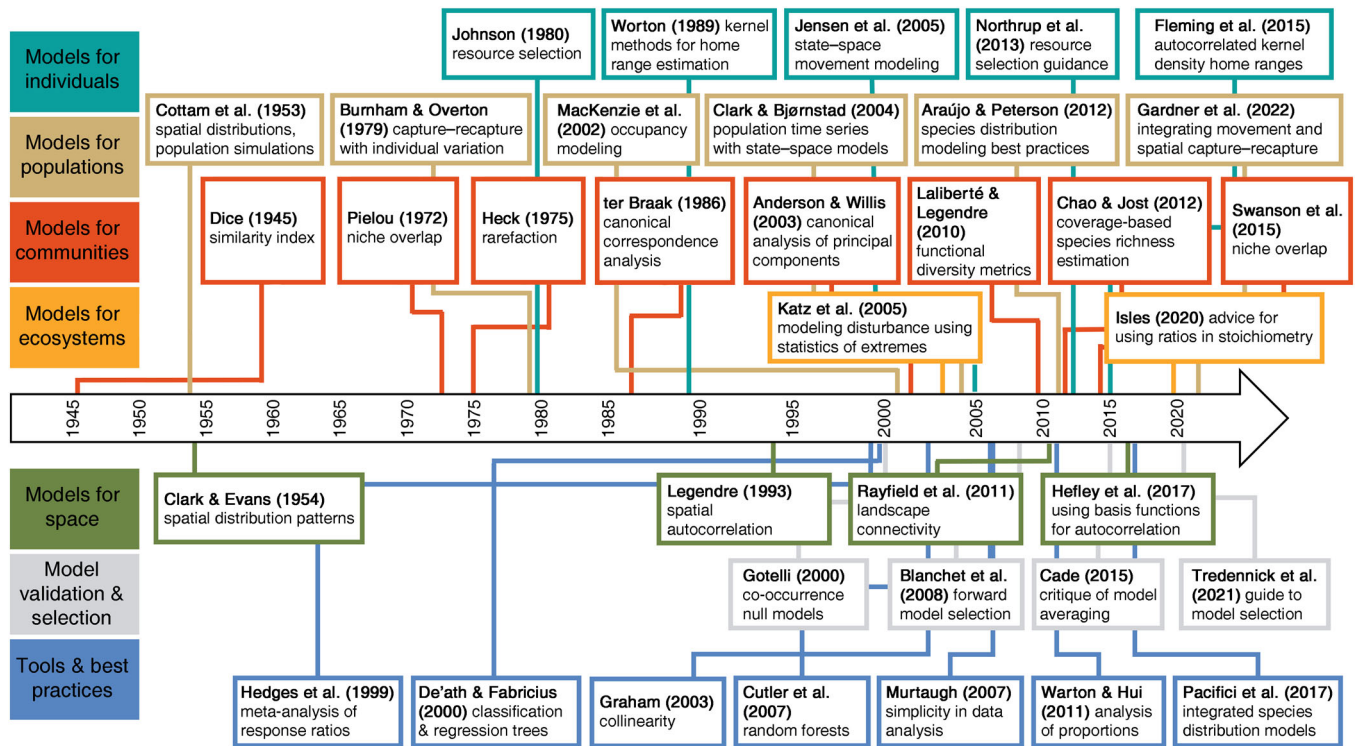 Models for
individuals
Johnson (1980)
resource selection
Worton (1989) kernel
methods for home
range estimation
Jensen et al. (2005)
state–space
movement modeling
Northrup et al.
(2013) resource
selection guidance
Fleming et al. (2015)
autocorrelated kernel
density home ranges
Models for
populations
Cottam et al. (1953)
spatial distributions,
population simulations
Burnham & Overton
(1979) capture–recapture
with individual variation
MacKenzie et al.
(2002) occupancy
modeling
Clark & Bjørnstad (2004)
population time series
with state–space models
Araújo & Peterson (2012)
species distribution
modeling best practices
Gardner et al. (2022)
integrating movement and
spatial capture–recapture
Models for
communities
Dice (1945)
similarity index
Pielou (1972)
niche overlap
Heck (1975)
rarefaction
ter Braak (1986)
canonical
correspondence
analysis
Anderson & Willis
(2003) canonical
analysis of principal
components
Laliberté &
Legendre
(2010)
functional
diversity metrics
Chao & Jost (2012)
coverage-based
species richness
estimation
Swanson et al.
(2015)
niche overlap
Models for
ecosystems
Katz et al. (2005)
modeling disturbance using
statistics of extremes
Isles (2020) advice for
using ratios in stoichiometry
1945
1950
1955
1960
1965
1970
1975
1980
1985
1990
1995
2000
2005
2010
2015
2020
Models for
space
Clark & Evans (1954)
spatial distribution patterns
Legendre (1993)
spatial
autocorrelation
Rayfield et al. (2011)
landscape
connectivity
Hefley et al. (2017)
using basis functions
for autocorrelation
Model
validation &
selection
Gotelli (2000)
co-occurrence
null models
Blanchet et al.
(2008) forward
model selection
Cade (2015)
critique of model
averaging
Tredennick et al.
(2021) guide to
model selection
Tools & best
practices
Hedges et al. (1999)
meta-analysis of
response ratios
De'ath & Fabricius
(2000) classification
& regression trees
Graham (2003)
collinearity
Cutler et al.
(2007)
random forests
Murtaugh (2007)
simplicity in data
analysis
Warton & Hui
(2011) analysis
of proportions
Pacifici et al. (2017)
integrated species
distribution models